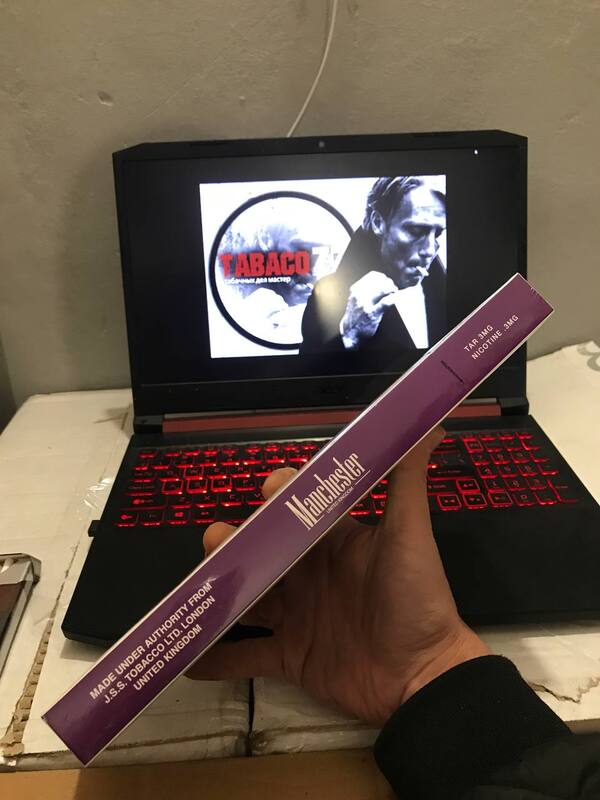 TABACO
табачных дел мастер
TAR 3MG
NICOTINE .3MG
Manchester
UNITED KINGDOM
MADE UNDER AUTHORITY FROM
J.S.S. TOBACCO LTD. LONDON
UNITED KINGDOM